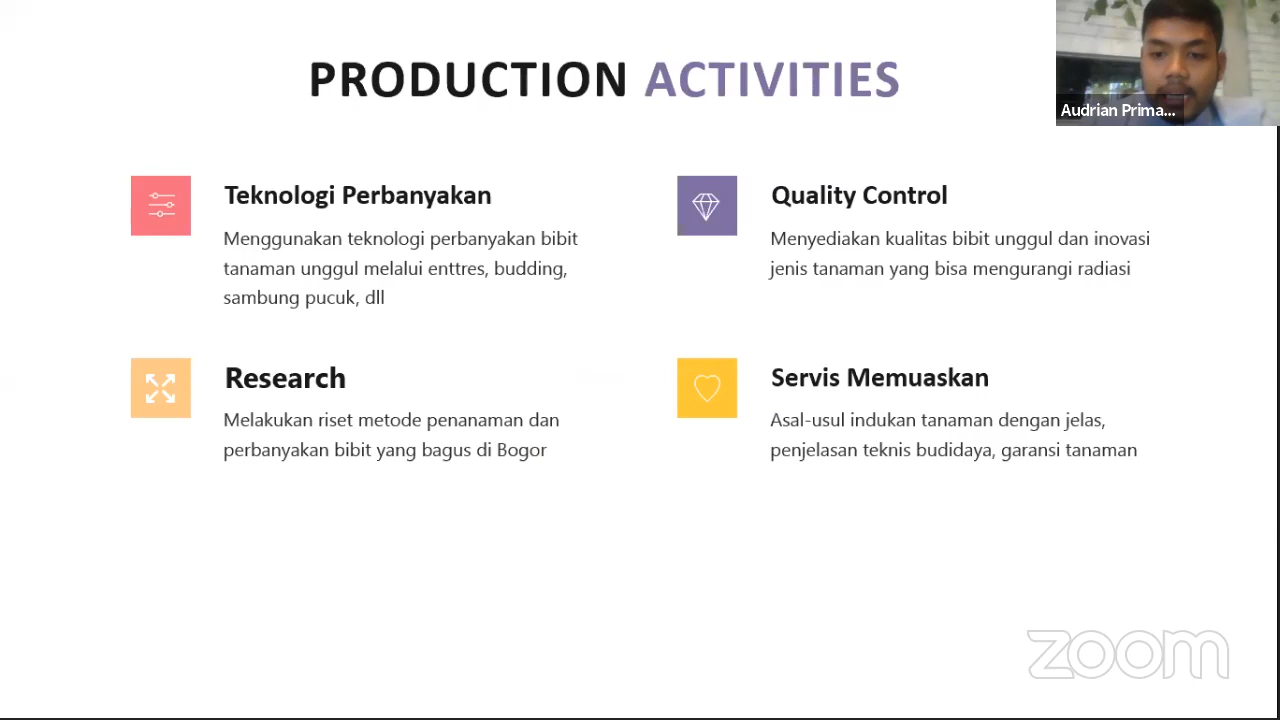 PRODUCTION ACTIVITIES
Audrian Prima...
Teknologi Perbanyakan
Menggunakan teknologi perbanyakan bibit
tanaman unggul melalui enttres, budding,
sambung pucuk, dll
Quality Control
Menyediakan kualitas bibit unggul dan inovasi
jenis tanaman yang bisa mengurangi radiasi
Research
Melakukan riset metode penanaman dan
perbanyakan bibit yang bagus di Bogor
Servis Memuaskan
Asal-usul indukan tanaman dengan jelas,
penjelasan teknis budidaya, garansi tanaman
zoom